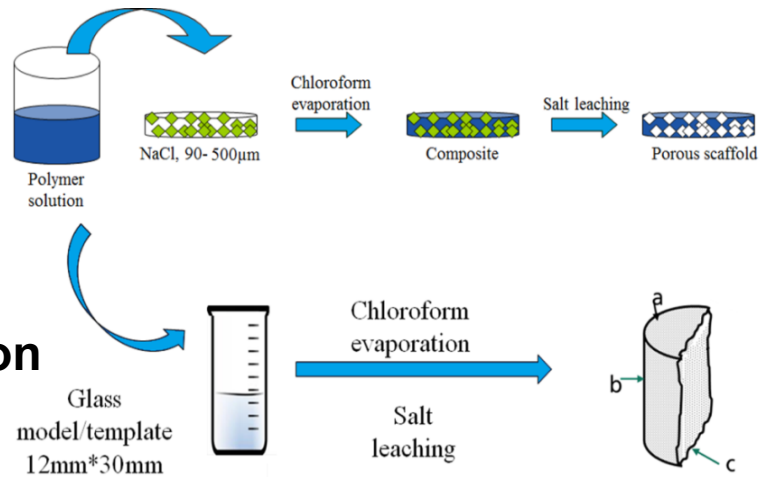 Chloroform
evaporation
Salt leaching
NaCl, 90- 500μm
Composite
Porous scaffold
Polymer
solution
on
Glass
model/template
12mm*30mm
Chloroform
evaporation
Salt
leaching
a
b
c